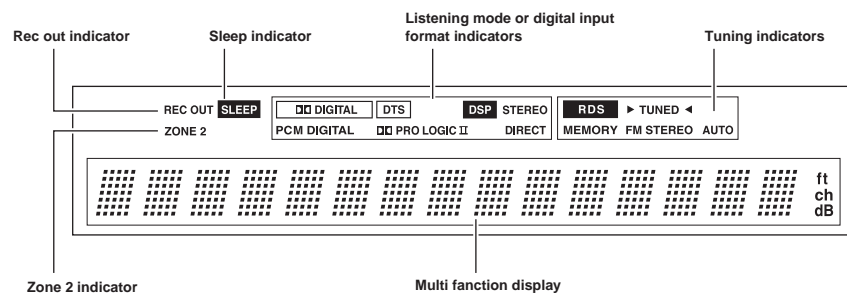 Listening mode or digital input
format indicators
Rec out indicator
Sleep indicator
Tuning indicators
REC OUT SLEEP DIGITAL DTS DSP STEREO RDS ► TUNED ◄
ZONE 2 PCM DIGITAL PRO LOGIC II DIRECT MEMORY FM STEREO AUTO
ft
ch
dB
Zone 2 indicator
Multi fanction display